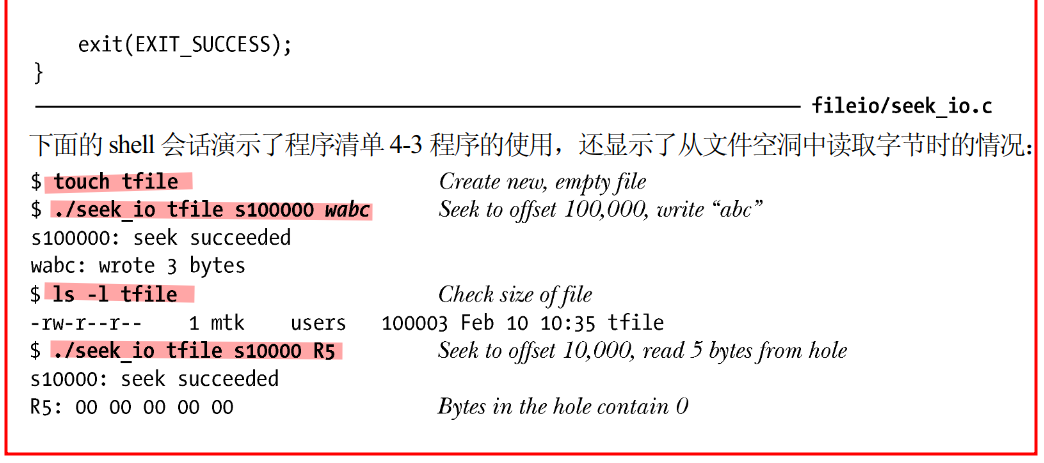 exit(EXIT_SUCCESS);
}
fileio/seek_io.c
下面的 shell 会话演示了程序清单 4-3 程序的使用，还显示了从文件空洞中读取字节时的情况：
$ touch tfile Create new, empty file
$ ./seek_io tfile s100000 wabc Seek to offset 100,000, write “abc”
s100000: seek succeeded
wabc: wrote 3 bytes
$ ls -l tfile Check size of file
-rw-r--r-- 1 mtk users 100003 Feb 10 10:35 tfile
$ ./seek_io tfile s10000 R5 Seek to offset 10,000, read 5 bytes from hole
s10000: seek succeeded
R5: 00 00 00 00 00 Bytes in the hole contain 0